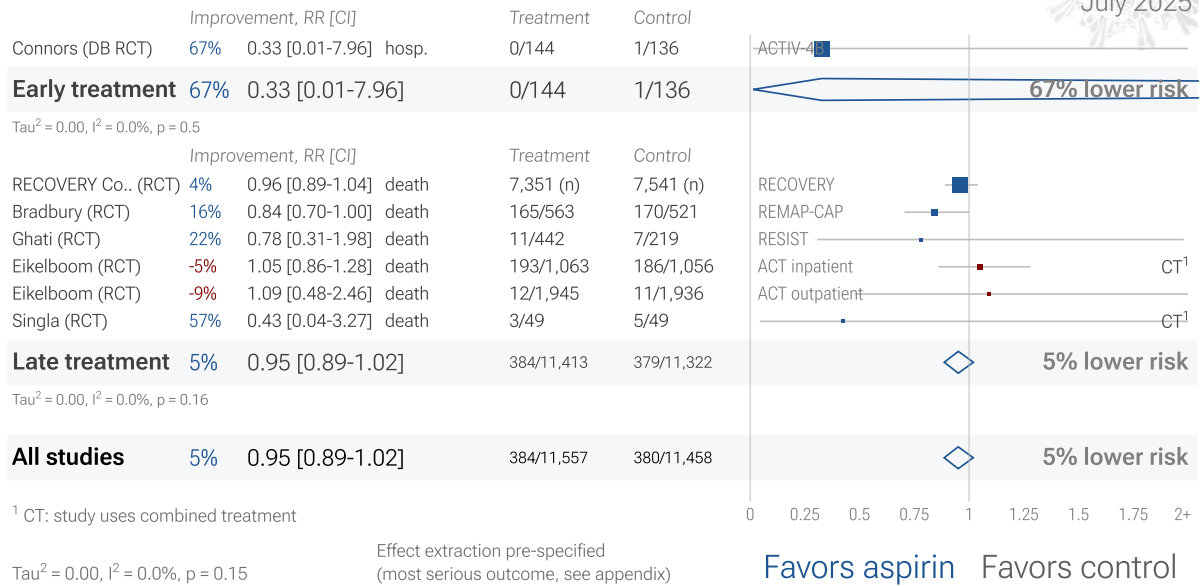 July 2025
Improvement, RR [CI] Treatment Control
Connors (DB RCT) 67% 0.33 [0.01-7.96] hosp. 0/144 1/136 ACTIV-4B
Early treatment 67% 0.33 [0.01-7.96] 0/144 1/136 67% lower risk
Tau² = 0.00, I² = 0.0%, p = 0.5
Improvement, RR [CI] Treatment Control
RECOVERY Co.. (RCT) 4% 0.96 [0.89-1.04] death 7,351 (n) 7,541 (n) RECOVERY
Bradbury (RCT) 16% 0.84 [0.70-1.00] death 165/563 170/521 REMAP-CAP
Ghati (RCT) 22% 0.78 [0.31-1.98] death 11/442 7/219 RESIST
Eikelboom (RCT) -5% 1.05 [0.86-1.28] death 193/1,063 186/1,056 ACT inpatient CT¹
Eikelboom (RCT) -9% 1.09 [0.48-2.46] death 12/1,945 11/1,936 ACT outpatient
Singla (RCT) 57% 0.43 [0.04-3.27] death 3/49 5/49 CT¹
Late treatment 5% 0.95 [0.89-1.02] 384/11,413 379/11,322 5% lower risk
Tau² = 0.00, I² = 0.0%, p = 0.16
All studies 5% 0.95 [0.89-1.02] 384/11,557 380/11,458 5% lower risk
0 0.25 0.5 0.75 1 1.25 1.5 1.75 2+
¹ CT: study uses combined treatment
Effect extraction pre-specified
(most serious outcome, see appendix)
Tau² = 0.00, I² = 0.0%, p = 0.15
Favors aspirin Favors control